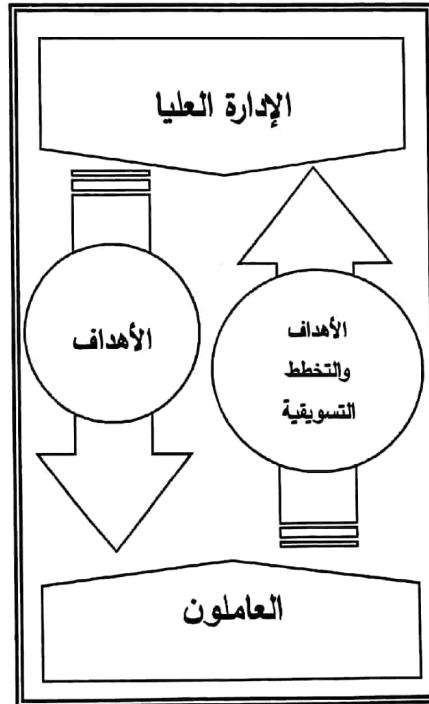 الإدارة العليا
الأهداف
الأهداف
والتخطط
التسويقية
العاملون